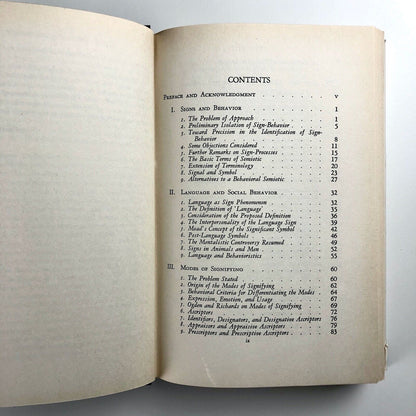 CONTENTS
PREFACE AND ACKNOWLEDGMENT . . . . . . . . v
I. SIGNS AND BEHAVIOR . . . . . . . . . . . 1
1. The Problem of Approach . . . . . . . . . 1
2. Preliminary Isolation of Sign-Behavior . . . . . 5
3. Toward Precision in the Identification of Sign-
Behavior . . . . . . . . . . . . . . 8
4. Some Objections Considered . . . . . . . . 11
5. Further Remarks on Sign-Processes . . . . . . 17
6. The Basic Terms of Semiotic . . . . . . . . 17
7. Extension of Terminology . . . . . . . . . 20
8. Signal and Symbol . . . . . . . . . . . 23
9. Alternatives to a Behavioral Semiotic . . . . . 27
II. LANGUAGE AND SOCIAL BEHAVIOR . . . . . . 32
1. Language as Sign Phenomenon . . . . . . . 32
2. The Definition of 'Language' . . . . . . . . 35
3. Consideration of the Proposed Definition . . . . 36
4. The Interpersonality of the Language Sign . . . . 39
5. Mead's Concept of the Significant Symbol . . . .
6. Post-Language Symbols . . . . . . . . . .
7. The Mentalistic Controversy Resumed . . . . .
8. Signs in Animals and Men . . . . . . . . . 52
9. Language and Behavioristics . . . . . . . .
III. MODES OF SIGNIFYING . . . . . . . . . . 60
1. The Problem Stated . . . . . . . . . . . 60
2. Origin of the Modes of Signifying . . . . . . . 62
3. Behavioral Criteria for Differentiating the Modes . . 64
4. Expression, Emotion, and Usage . . . . . . . 67
5. Ogden and Richards on Modes of Signifying . . . 69
6. Ascriptors . . . . . . . . . . . . . . 72
7. Identifiors, Designators, and Designative Ascriptors . 76
8. Appraisors and Appraisive Ascriptors . . . . . 79
9. Prescriptors and Prescriptive Ascriptors . . . . . 83
ix